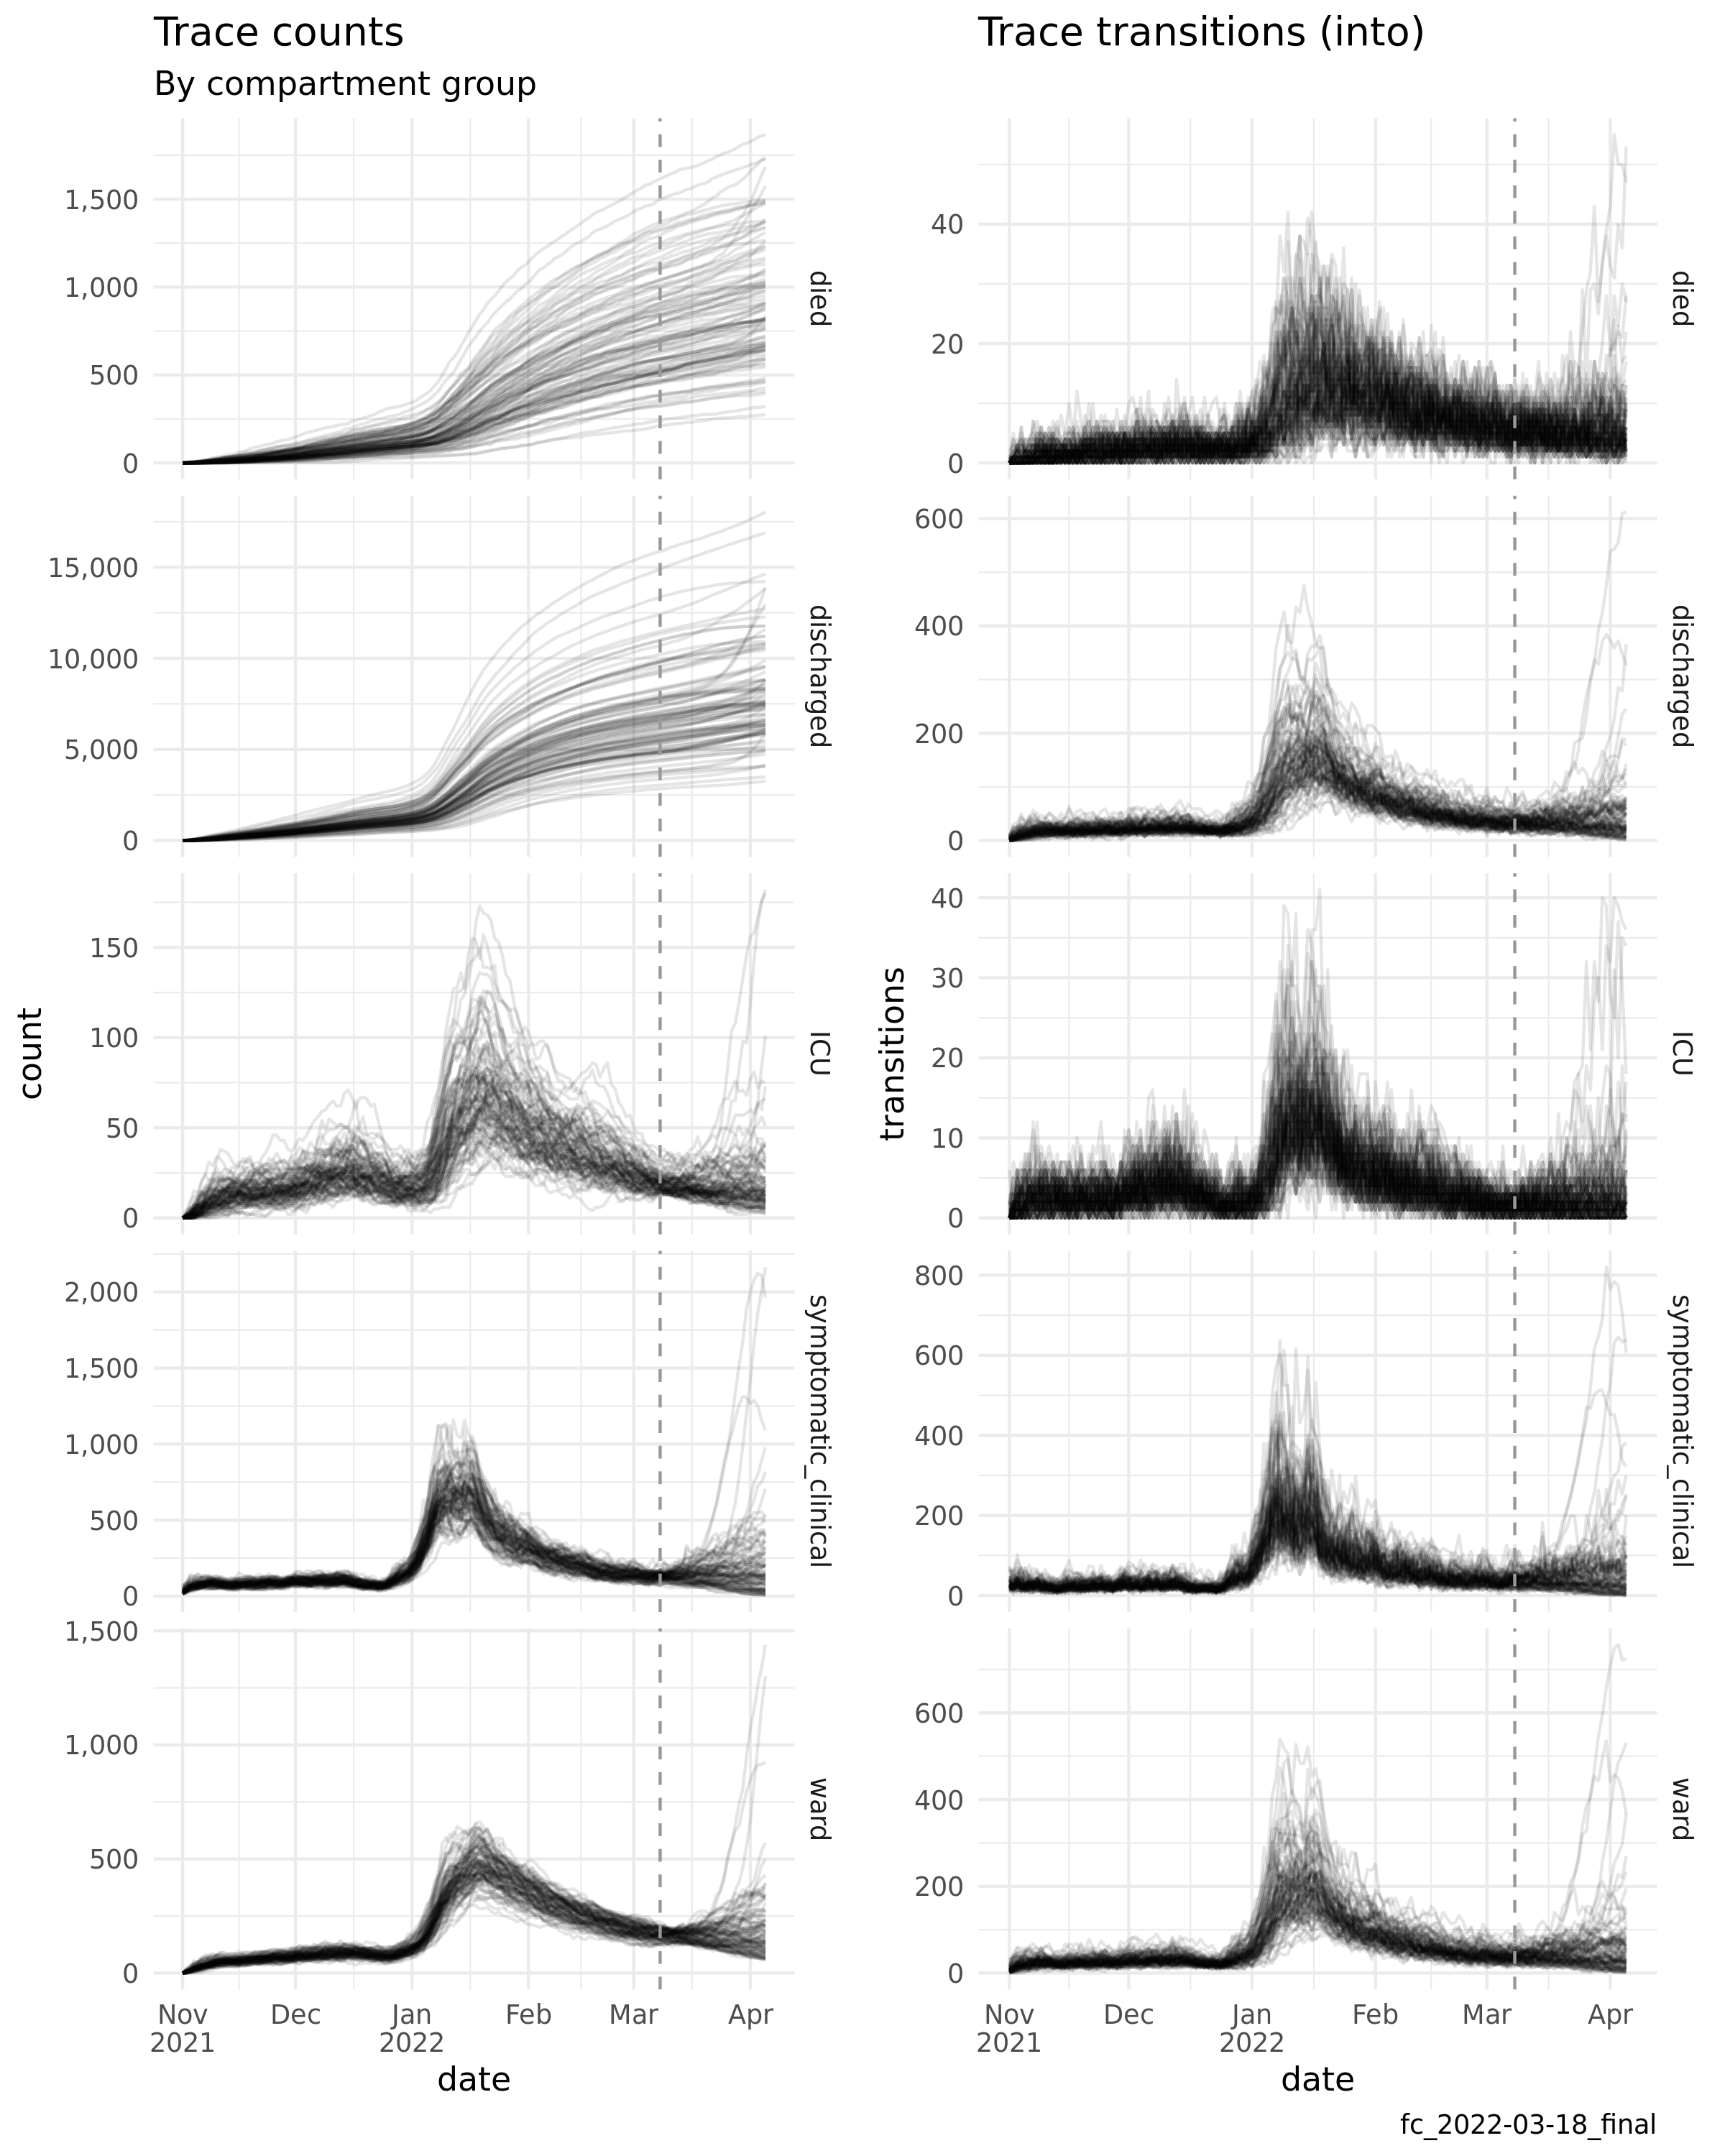 Trace counts
By compartment group
count
1,500
1,000
500
0
died
15,000
10,000
5,000
0
discharged
150
100
50
0
ICU
2,000
1,500
1,000
500
0
symptomatic_clinical
1,500
1,000
500
0
ward
Nov Dec Jan Feb Mar Apr
2021 2022
date
Trace transitions (into)
transitions
40
20
0
died
600
400
200
0
discharged
40
30
20
10
0
ICU
800
600
400
200
0
symptomatic_clinical
600
400
200
0
ward
Nov Dec Jan Feb Mar Apr
2021 2022
date
fc_2022-03-18_final